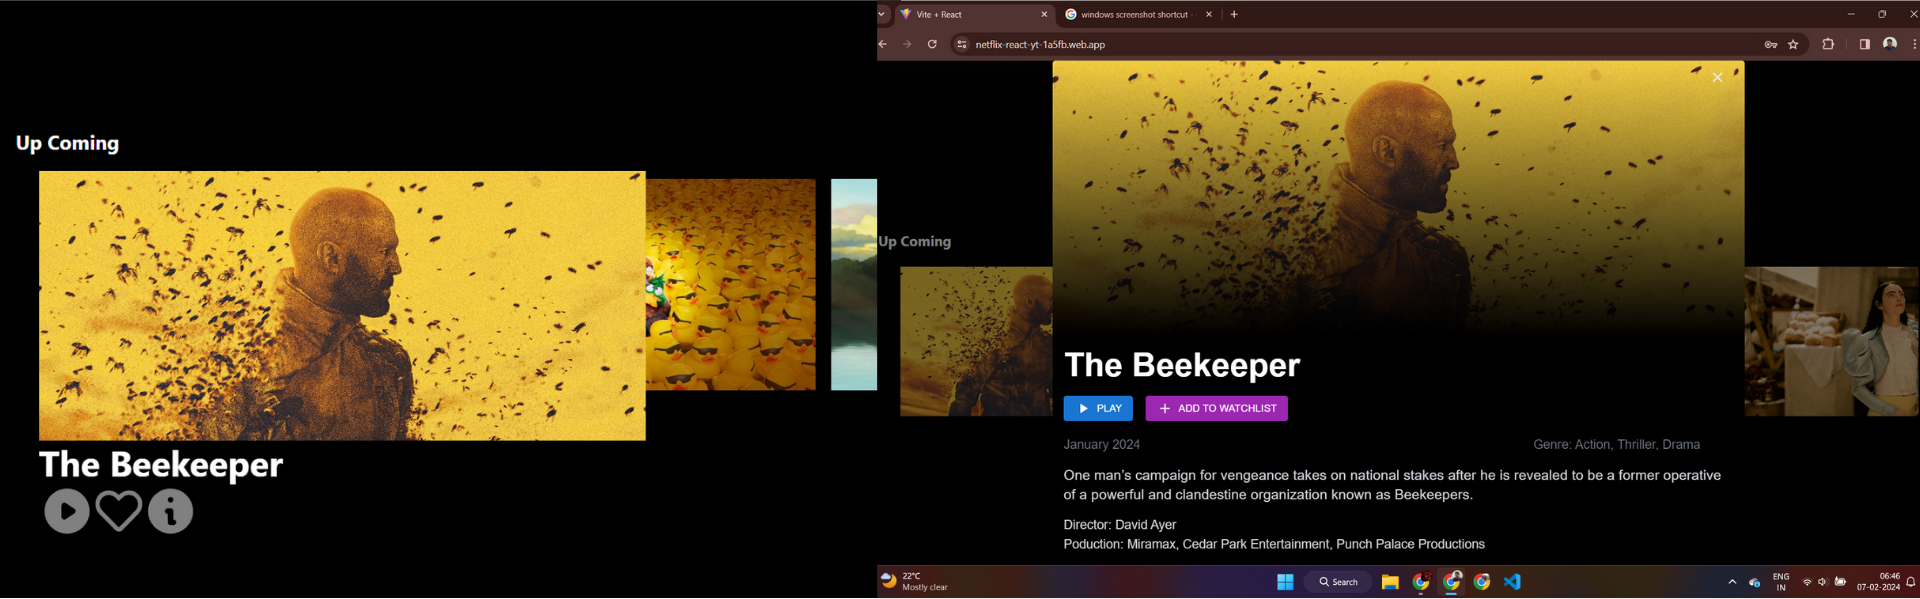 Up Coming
The Beekeeper
Vite + React
windows screenshot shortcut -
netflix-react-yt-1a5fb.web.app
Up Coming
The Beekeeper
PLAY
ADD TO WATCHLIST
January 2024
Genre: Action, Thriller, Drama
One man's campaign for vengeance takes on national stakes after he is revealed to be a former operative
of a powerful and clandestine organization known as Beekeepers.
Director: David Ayer
Poduction: Miramax, Cedar Park Entertainment, Punch Palace Productions
22°C
Mostly clear
Search
ENG
IN
06:46
07-02-2024